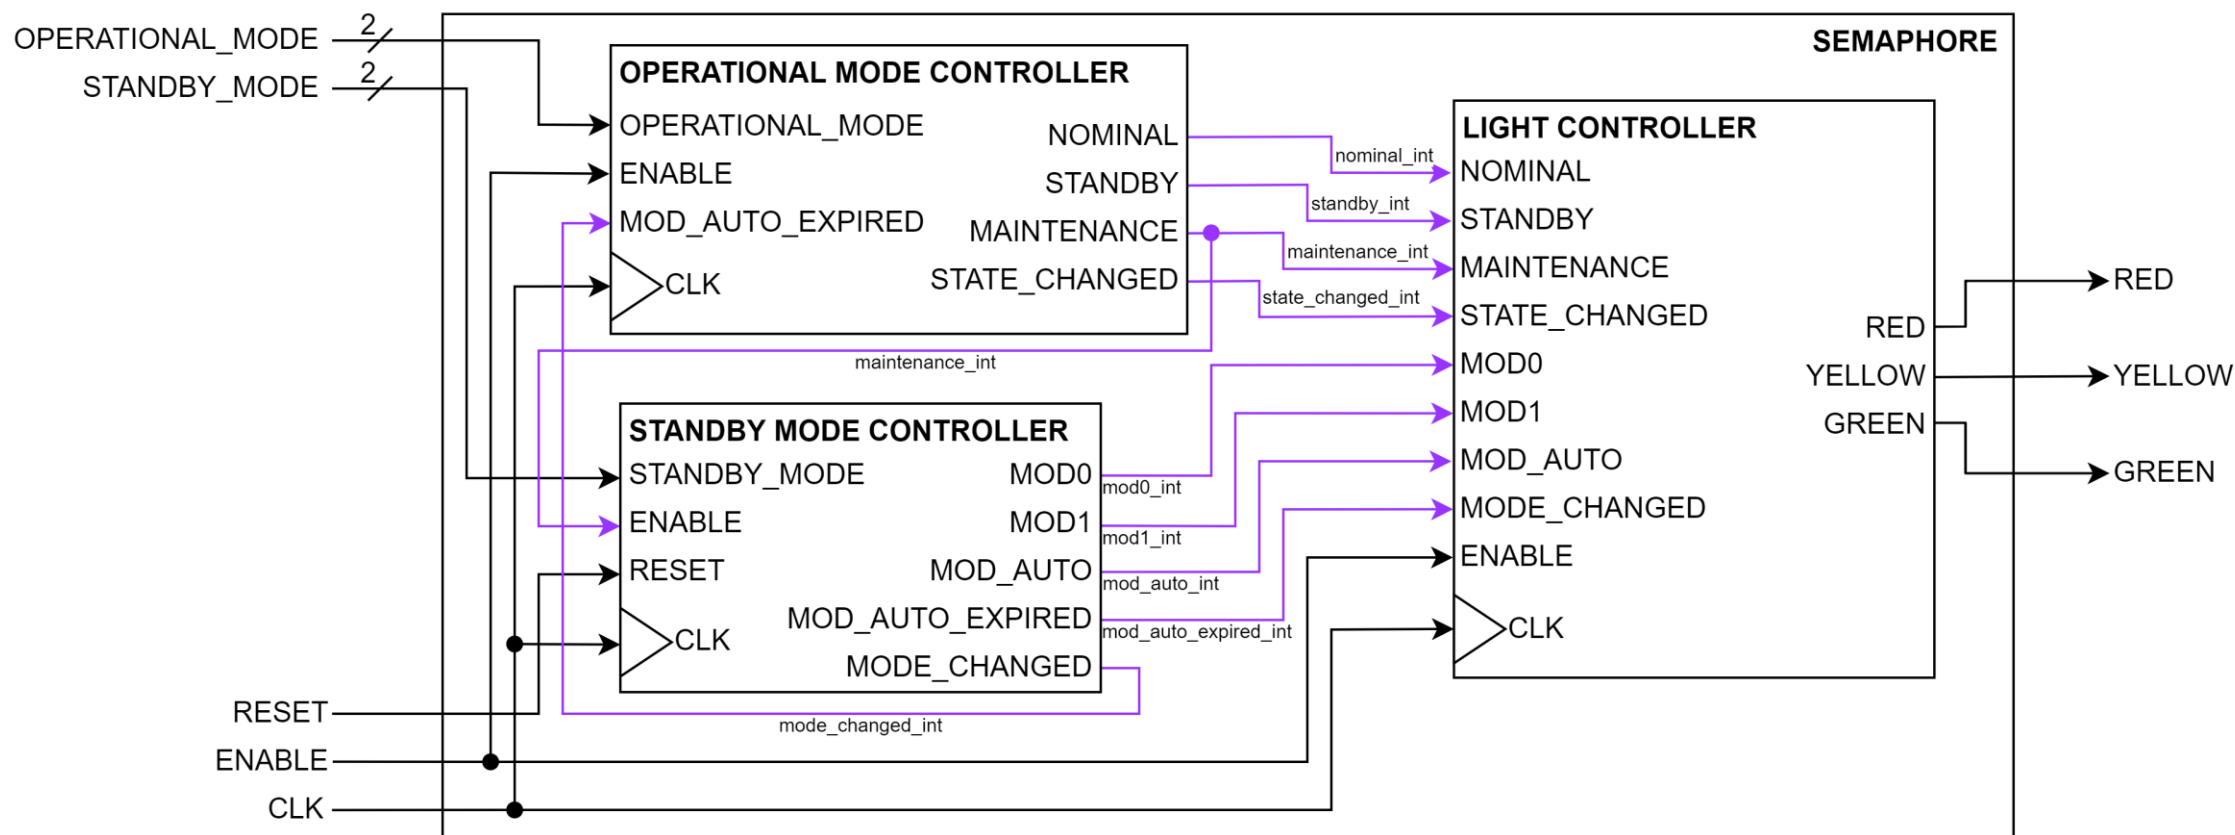 OPERATIONAL_MODE
2
STANDBY_MODE
2
SEMAPHORE
OPERATIONAL MODE CONTROLLER
OPERATIONAL_MODE
ENABLE
MOD_AUTO_EXPIRED
CLK
NOMINAL
STANDBY
MAINTENANCE
STATE_CHANGED
nominal_int
standby_int
maintenance_int
state_changed_int
maintenance_int
STANDBY MODE CONTROLLER
STANDBY_MODE
ENABLE
RESET
CLK
MOD0
MOD1
MOD_AUTO
MOD_AUTO_EXPIRED
MODE_CHANGED
mod0_int
mod1_int
mod_auto_int
mod_auto_expired_int
mode_changed_int
LIGHT CONTROLLER
NOMINAL
STANDBY
MAINTENANCE
STATE_CHANGED
MOD0
MOD1
MOD_AUTO
MODE_CHANGED
ENABLE
CLK
RED
YELLOW
GREEN
RED
YELLOW
GREEN
RESET
ENABLE
CLK